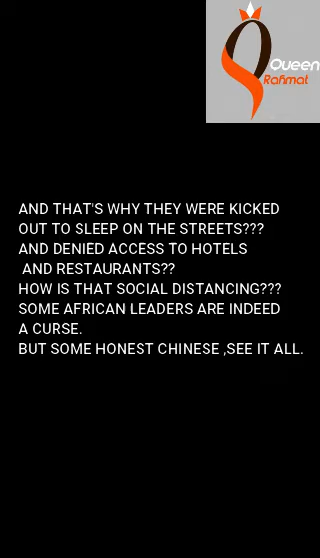 Queen
Rahmat
AND THAT'S WHY THEY WERE KICKED
OUT TO SLEEP ON THE STREETS???
AND DENIED ACCESS TO HOTELS
AND RESTAURANTS??
HOW IS THAT SOCIAL DISTANCING???
SOME AFRICAN LEADERS ARE INDEED
A CURSE.
BUT SOME HONEST CHINESE ,SEE IT ALL.